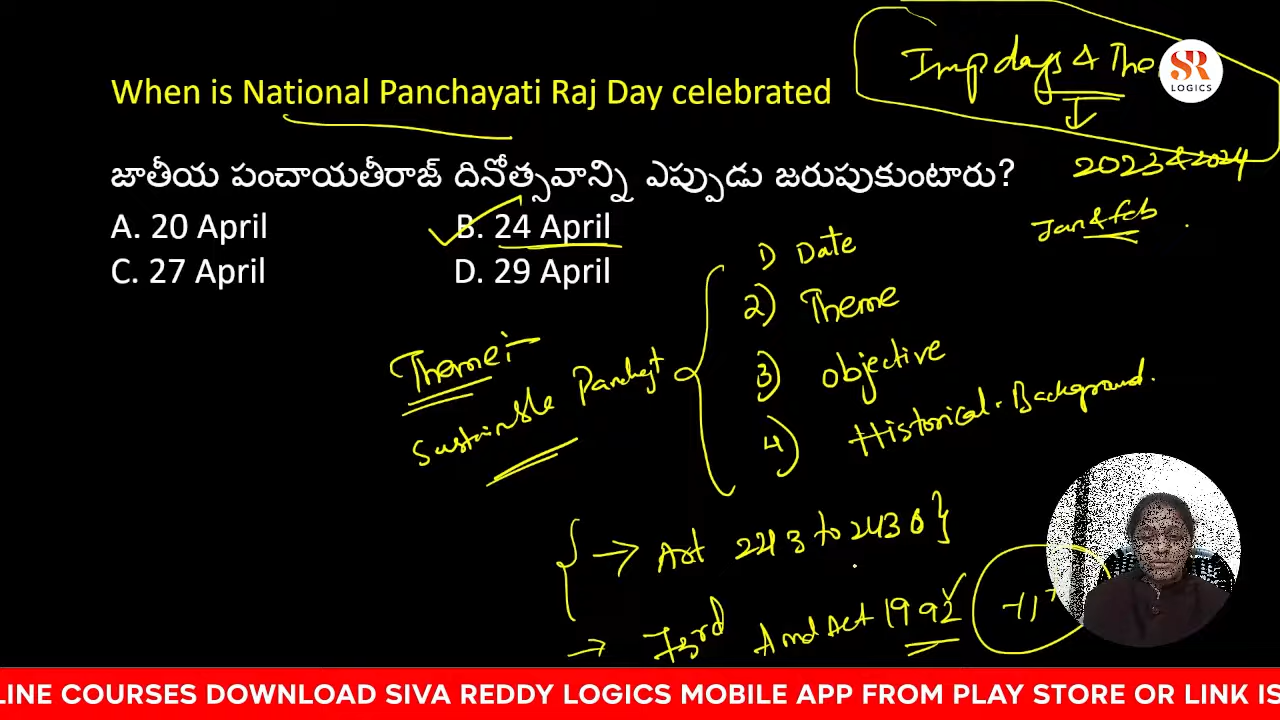 Imp days & The
SR
LOGICS
When is National Panchayati Raj Day celebrated
2023 & 2024
జాతీయ పంచాయతీరాజ్ దినోత్సవాన్ని ఎప్పుడు జరుపుకుంటారు?
Jan & feb
A. 20 April
B. 24 April
C. 27 April
D. 29 April
1) Date
2) Theme
3) Objective
4) Historical. Background.
Theme:-
Sustainble Panchayt
→ Art 243 to 243 O}
→ 73rd Amd Act 1992
LINE COURSES DOWNLOAD SIVA REDDY LOGICS MOBILE APP FROM PLAY STORE OR LINK IS